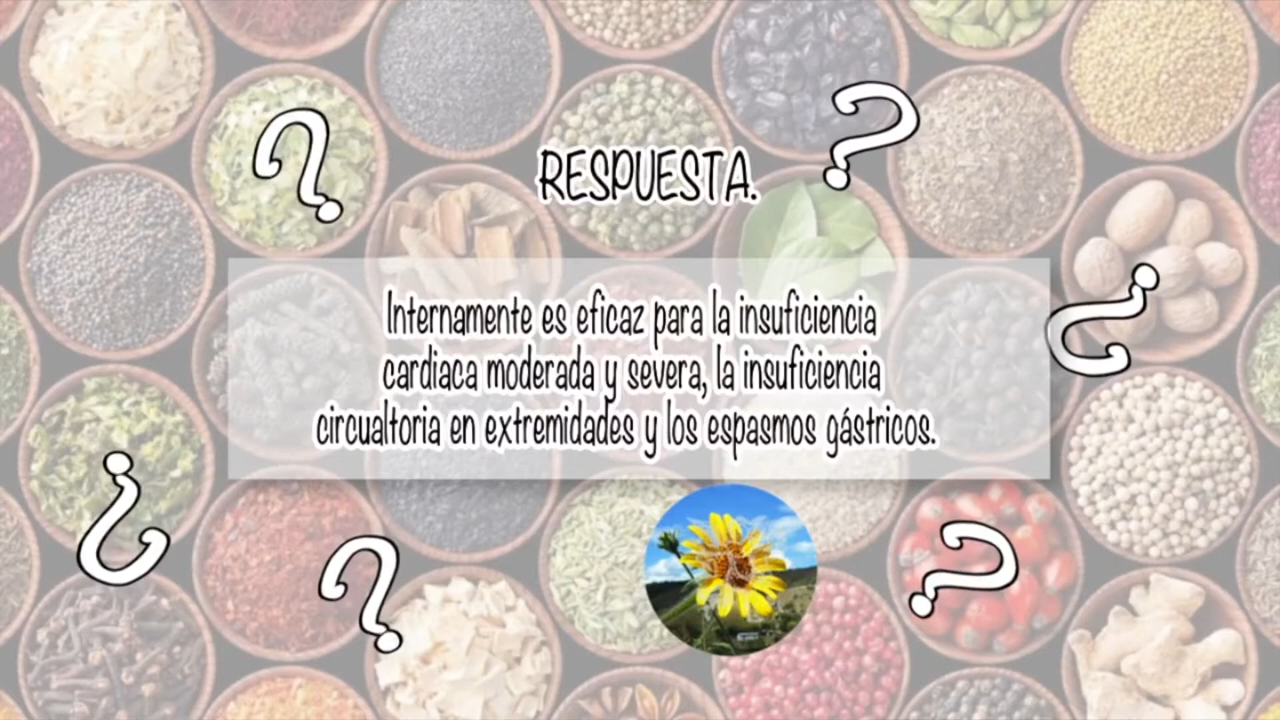 RESPUESTA.
Internamente es eficaz para la insuficiencia
cardiaca moderada y severa, la insuficiencia
circualtoria en extremidades y los espasmos gástricos.